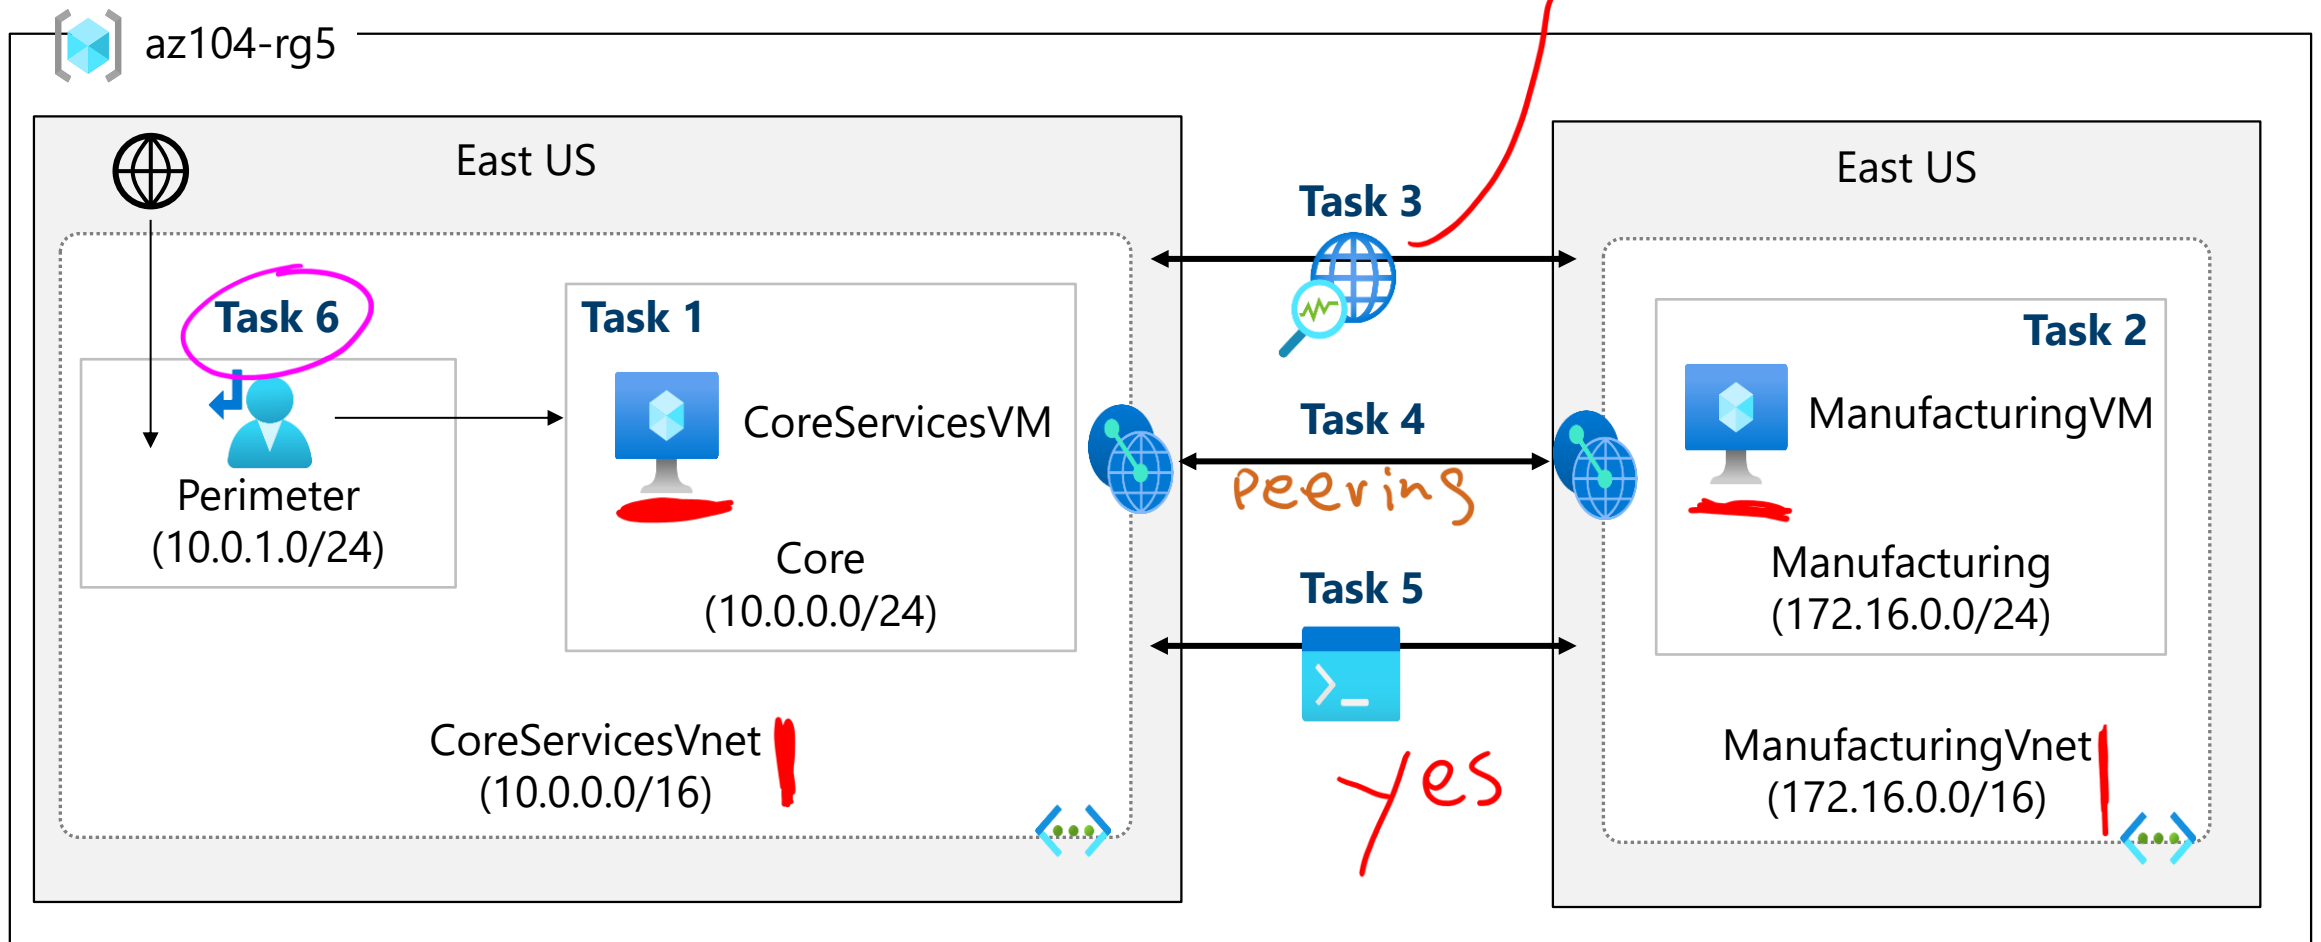 az104-rg5
East US
Task 6
Perimeter
(10.0.1.0/24)
Task 1
CoreServicesVM
Core
(10.0.0.0/24)
CoreServicesVnet
(10.0.0.0/16)
Task 3
Task 4
Peering
Task 5
>_
Yes
East US
Task 2
ManufacturingVM
Manufacturing
(172.16.0.0/24)
ManufacturingVnet
(172.16.0.0/16)